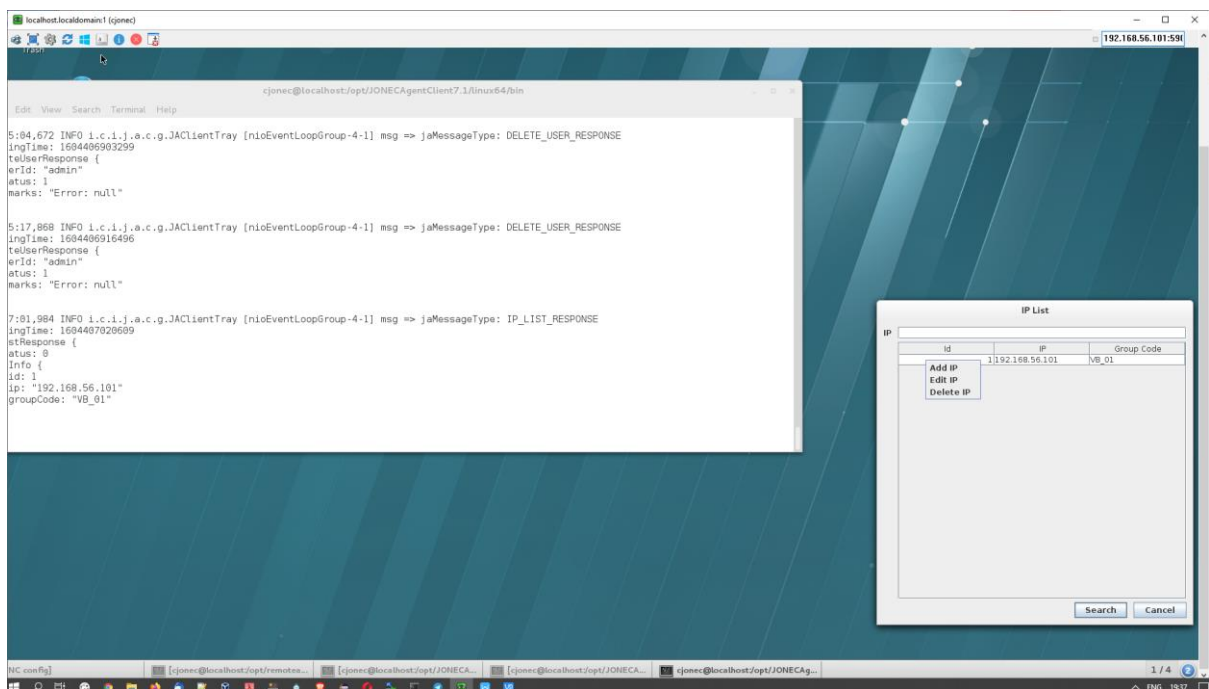 localhost.localdomain:1 (cjonec)
192.168.56.101:590
Trash
cjonec@localhost:/opt/JONECAgentClient7.1/linux64/bin
Edit View Search Terminal Help
5:04,672 INFO i.c.i.j.a.c.g.JAClientTray [nioEventLoopGroup-4-1] msg => jaMessageType: DELETE_USER_RESPONSE
ingTime: 1604406903299
teUserResponse {
erId: "admin"
atus: 1
marks: "Error: null"
5:17,868 INFO i.c.i.j.a.c.g.JAClientTray [nioEventLoopGroup-4-1] msg => jaMessageType: DELETE_USER_RESPONSE
ingTime: 1604406916496
teUserResponse {
erId: "admin"
atus: 1
marks: "Error: null"
7:01,984 INFO i.c.i.j.a.c.g.JAClientTray [nioEventLoopGroup-4-1] msg => jaMessageType: IP_LIST_RESPONSE
ingTime: 1604407020609
stResponse {
atus: 0
Info {
id: 1
ip: "192.168.56.101"
groupCode: "VB_01"
IP List
IP
Id IP Group Code
1 192.168.56.101 VB_01
Add IP
Edit IP
Delete IP
Search Cancel
NC config] [cjonec@localhost:/opt/remotea... [cjonec@localhost:/opt/JONECA... [cjonec@localhost:/opt/JONECA... cjonec@localhost:/opt/JONECAg... 1 / 4
ENG 19:37